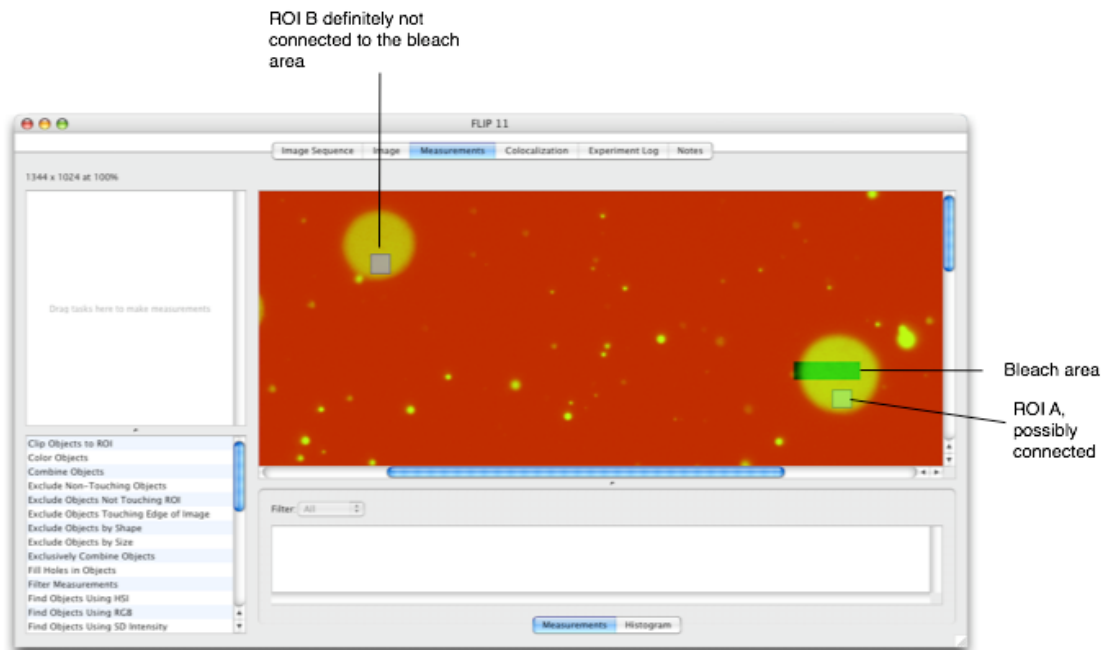 ROI B definitely not
connected to the bleach
area
FLIP 11
Image Sequence Image Measurements Colocalization Experiment Log Notes
1344 x 1024 at 100%
Drag tasks here to make measurements
Bleach area
ROI A,
possibly
connected
Clip Objects to ROI
Color Objects
Combine Objects
Exclude Non-Touching Objects
Exclude Objects Not Touching ROI
Exclude Objects Touching Edge of Image
Exclude Objects by Shape
Exclude Objects by Size
Exclusively Combine Objects
Fill Holes in Objects
Filter Measurements
Find Objects Using HSI
Find Objects Using RGB
Find Objects Using SD Intensity
Filter: All
Measurements Histogram